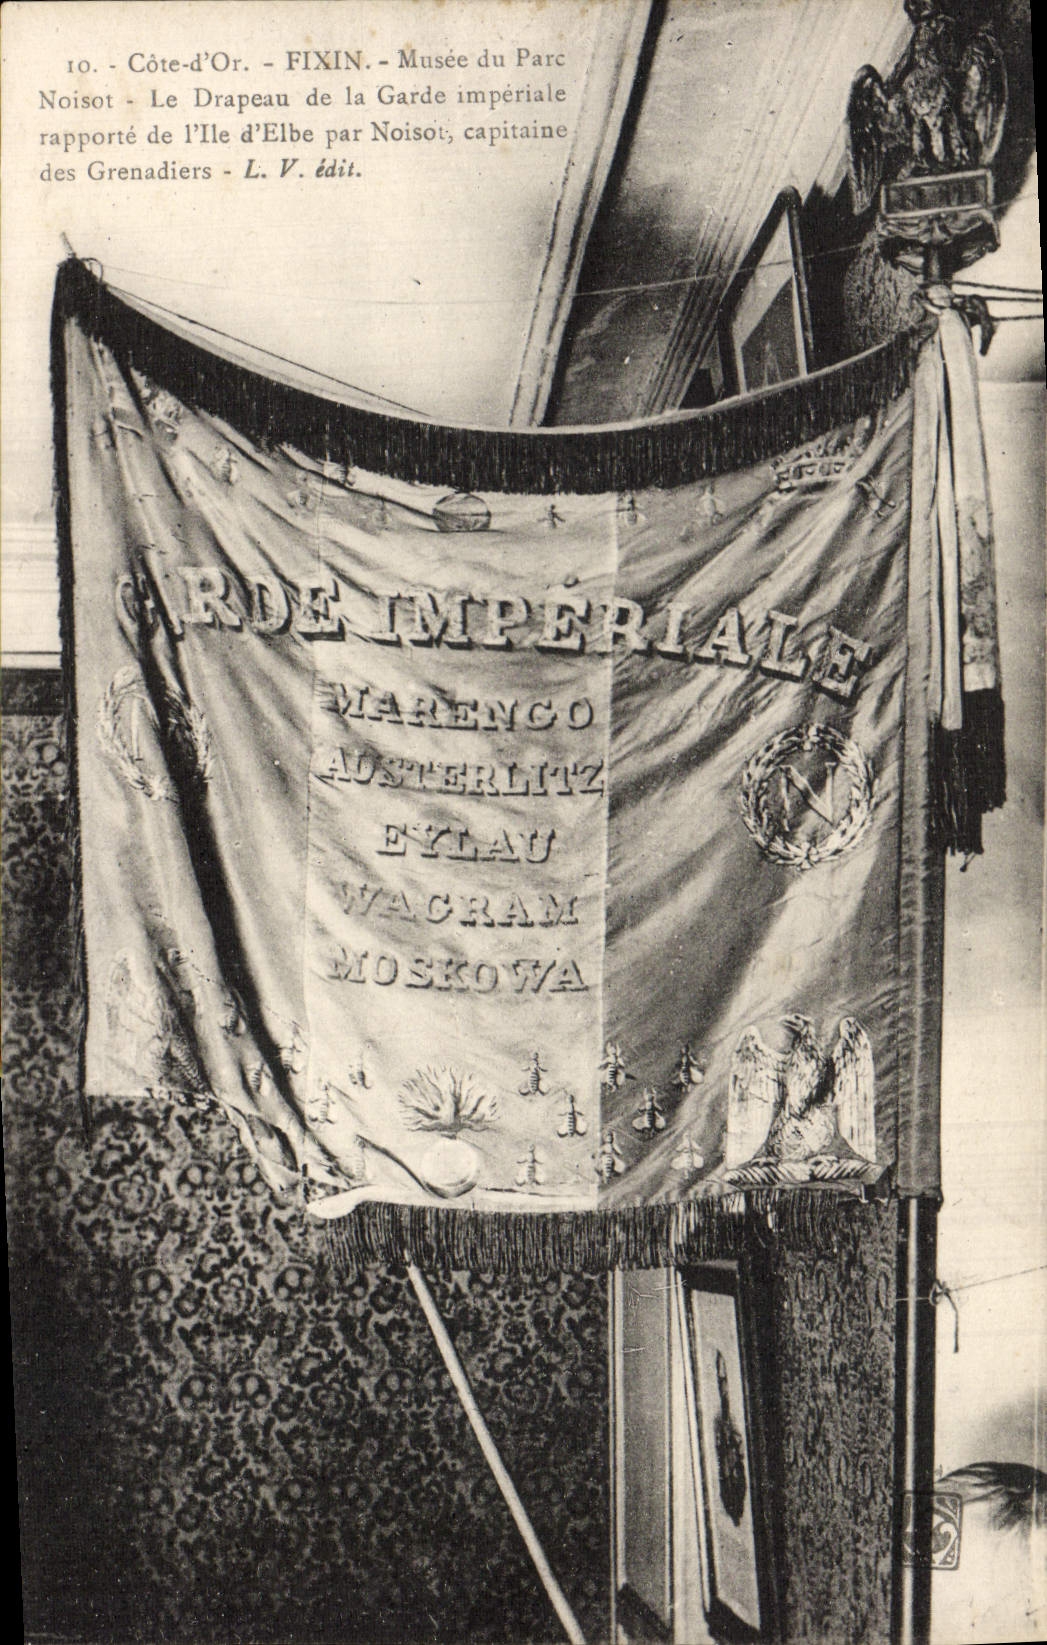 10. - Côte-d'Or. - FIXIN. - Musée du Parc
Noisot - Le Drapeau de la Garde impériale
rapporté de l'Ile d'Elbe par Noisot, capitaine
des Grenadiers - L. V. édit.
GARDE IMPÉRIALE
MARENGO
AUSTERLITZ
EYLAU
WAGRAM
MOSKOWA
N
N